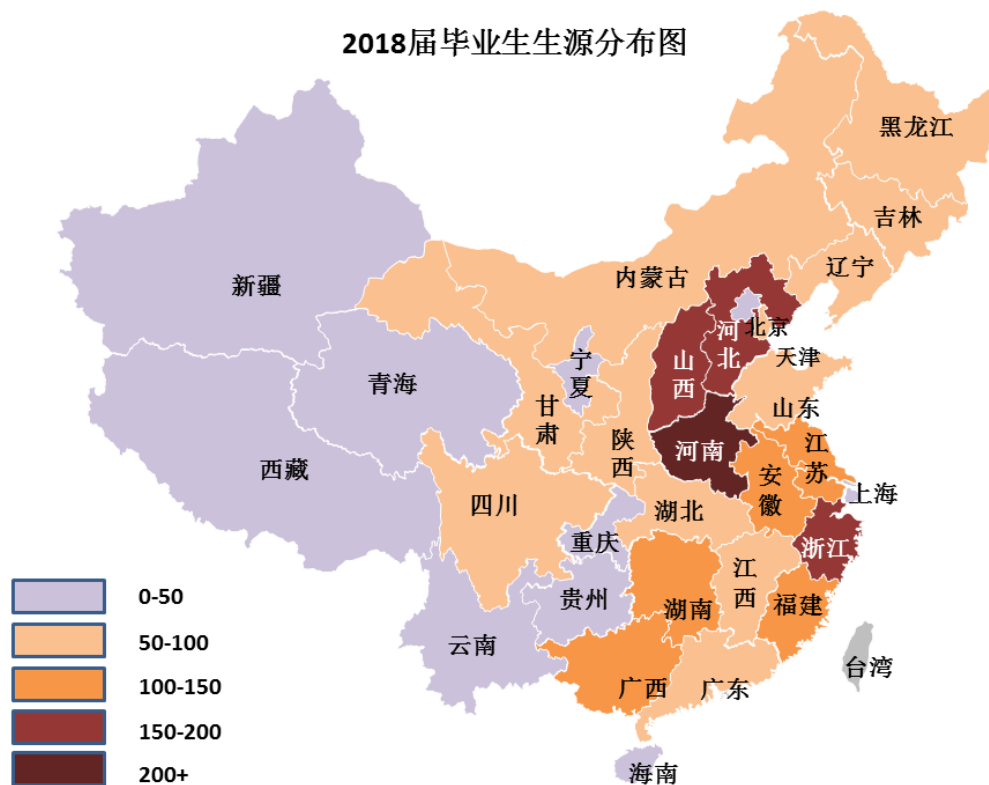 2018届毕业生生源分布图
黑龙江
吉林
辽宁
内蒙古
新疆
北京
河北
天津
山西
宁夏
青海
甘肃
山东
陕西
河南
江苏
西藏
安徽
上海
四川
湖北
重庆
浙江
江西
贵州
湖南
福建
云南
广西
广东
台湾
海南
0-50
50-100
100-150
150-200
200+